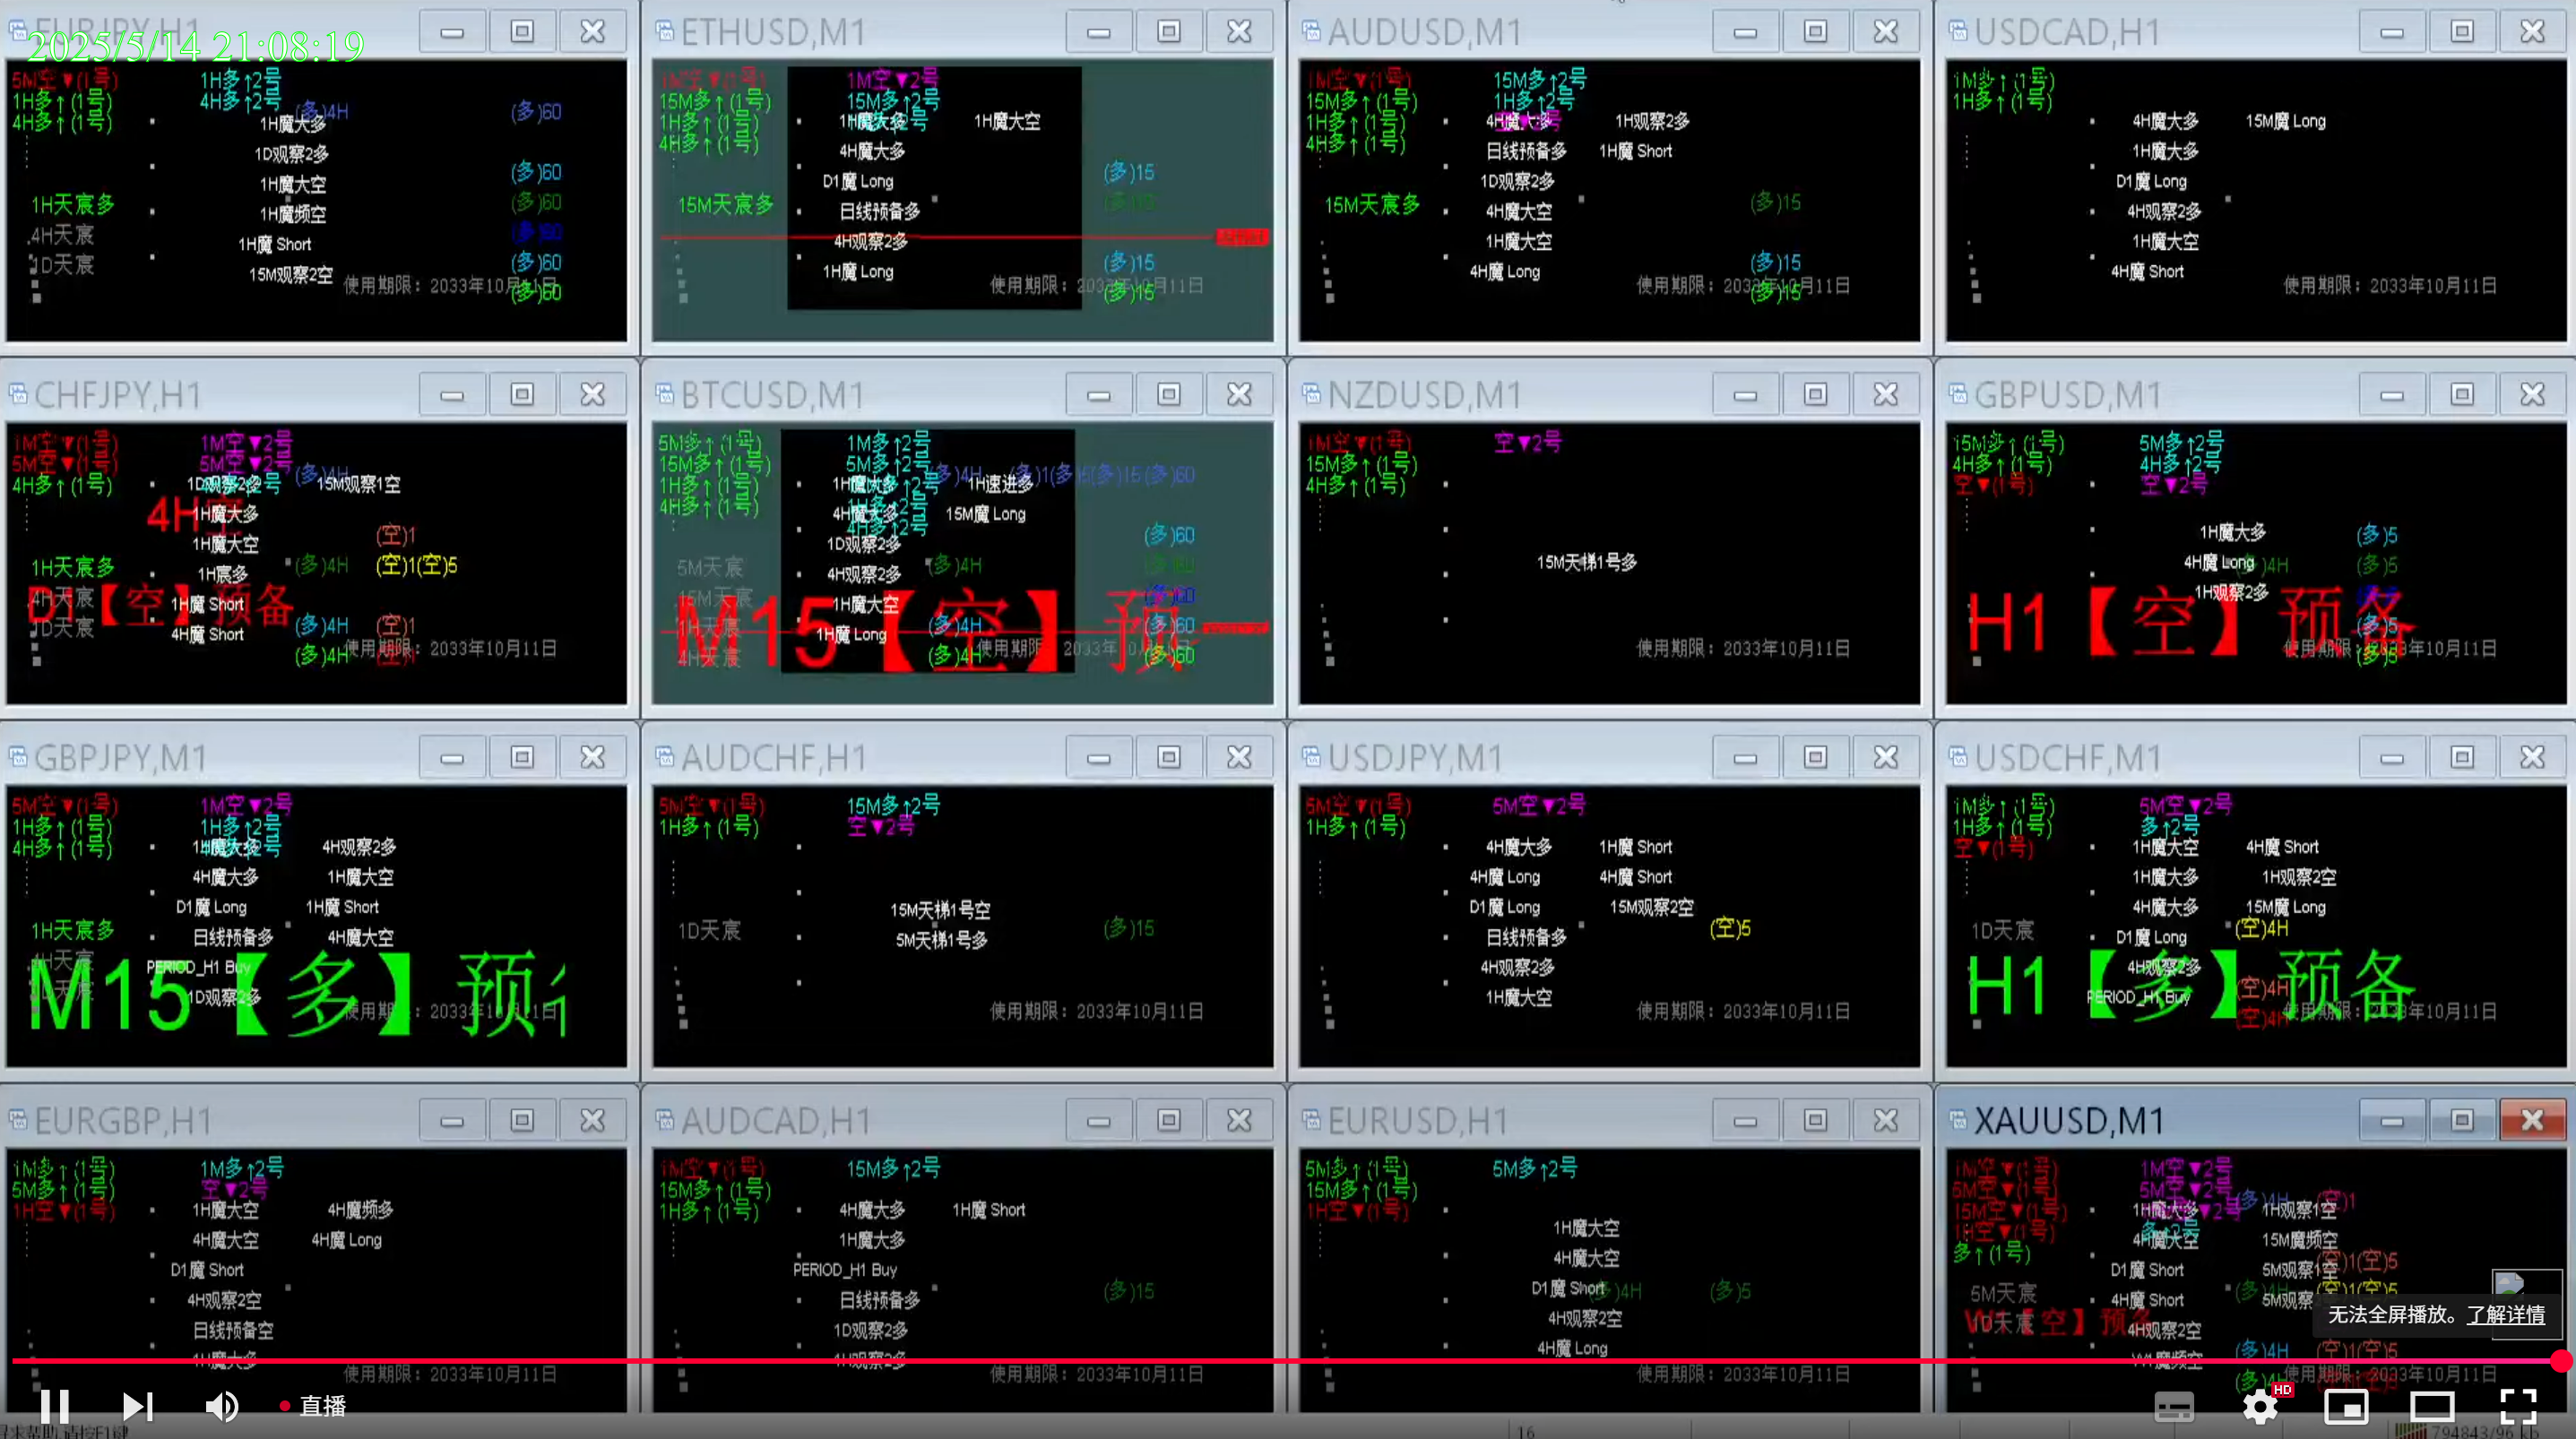 EURJPY,H1
2025/5/14 21:08:19
5M空▼(1号) 1H多↑2号
1H多↑(1号) 4H多↑2号
4H多↑(1号) (多)4H (多)60
1H魔大多
1D观察2多
1H魔大空 (多)60
1H天宸多 1H魔频空 (多)60
4H天宸 1H魔 Short
1D天宸 15M观察2空 (多)60
使用期限：2033年10月11日
(多)60
ETHUSD,M1
1M空▼2号
15M多↑(1号) 15M多↑2号
1H多↑(1号) 1H魔大多 1H魔大空
4H多↑(1号) 4H魔大多
D1魔 Long (多)15
15M天宸多 日线预备多
4H观察2多
1H魔 Long (多)15
使用期限：2033年10月11日
(多)15
AUDUSD,M1
1M空▼(1号) 15M多↑2号
15M多↑(1号) 1H多↑2号
1H多↑(1号) 4H魔大多 1H观察2多
4H多↑(1号) 日线预备多 1H魔 Short
1D观察2多
15M天宸多 4H魔大空 (多)15
1H魔大空
4H魔 Long (多)15
使用期限：2033年10月11日
(多)15
USDCAD,H1
1M多↑(1号)
1H多↑(1号)
4H魔大多 15M魔 Long
1H魔大多
D1魔 Long
4H观察2多
1H魔大空
4H魔 Short
使用期限：2033年10月11日
CHFJPY,H1
1M空▼(1号) 1M空▼2号
5M空▼(1号) 5M空▼2号
4H多↑(1号) 1D观察2多 (多)4H 15M观察1空
1H魔大多
1H魔大空 (空)1
1H天宸多 1H宸多 (多)4H (空)1(空)5
4H天宸 1H魔 Short
【空】预备
1D天宸 4H魔 Short (多)4H (空)1
(多)4H 使用期限：2033年10月11日
BTCUSD,M1
5M多↑(1号) 1M多↑2号
15M多↑(1号) 5M多↑2号
1H多↑(1号) 1H魔大多 1H速进多
4H多↑(1号) 4H魔大多 15M魔 Long
4H多↑2号
1D观察2多 (多)60
5M天宸 4H观察2多 (多)4H
15M天宸 1H魔大空
1H天宸 1H魔 Long (多)4H (多)60
M15【空】预
4H天宸 (多)4H 使用期限 (多)60
NZDUSD,M1
1M空▼(1号) 空▼2号
15M多↑(1号)
4H多↑(1号)
15M天梯1号多
使用期限：2033年10月11日
GBPUSD,M1
15M多↑(1号) 5M多↑2号
4H多↑(1号) 4H多↑2号
空▼(1号) 空▼2号
1H魔大多 (多)5
4H魔 Long (多)5
1H观察2多
H1【空】预备
(多)5
使用期限：2033年10月11日
(多)5
GBPJPY,M1
5M空▼(1号) 1M空▼2号
1H多↑(1号) 1H多↑2号
4H多↑(1号) 1H魔大多 4H观察2多
4H魔大多 1H魔大空
D1魔 Long 1H魔 Short
1H天宸多 日线预备多 4H魔大空
4H天宸 PERIOD_H1 Buy
M15【多】预
1D观察2多
使用期限：2033年10月11日
AUDCHF,H1
5M空▼(1号) 15M多↑2号
1H多↑(1号) 空▼2号
15M天梯1号空
1D天宸 5M天梯1号多 (多)15
使用期限：2033年10月11日
USDJPY,M1
5M空▼(1号) 5M空▼2号
1H多↑(1号)
4H魔大多 1H魔 Short
4H魔 Long 4H魔 Short
D1魔 Long 15M观察2空
日线预备多 (空)5
4H观察2多
1H魔大空
使用期限：2033年10月11日
USDCHF,M1
1M多↑(1号) 5M空▼2号
1H多↑(1号) 多↑2号
空▼(1号) 1H魔大空 4H魔 Short
1H魔大多 1H观察2空
4H魔大多 15M魔 Long
1D天宸 D1魔 Long (空)4H
4H观察2多
H1【多】预备
PERIOD_H1 Buy (空)4H
(空)4H 使用期限：2033年10月11日
EURGBP,H1
1M多↑(1号) 1M多↑2号
5M多↑(1号) 空▼2号
1H空▼(1号) 1H魔大空 4H魔频多
4H魔大空 4H魔 Long
D1魔 Short
4H观察2空
日线预备空
1H魔大多
使用期限：2033年10月11日
AUDCAD,H1
1M空▼(1号) 15M多↑2号
15M多↑(1号)
1H多↑(1号) 4H魔大多 1H魔 Short
1H魔大多
PERIOD_H1 Buy
日线预备多 (多)15
1D观察2多
4H观察2多
使用期限：2033年10月11日
EURUSD,H1
5M多↑(1号) 5M多↑2号
15M多↑(1号)
1H空▼(1号)
1H魔大空
4H魔大空
D1魔 Short (多)4H (多)5
4H观察2空
4H魔 Long
使用期限：2033年10月11日
XAUUSD,M1
1M空▼(1号) 1M空▼2号
5M空▼(1号) 5M空▼2号
15M空▼(1号) 1H魔大多 1H观察1空
1H空▼(1号) 多↑2号
多↑(1号) 4H魔大空 15M魔频空
D1魔 Short 5M观察1空
5M天宸 4H魔 Short 5M观察
1D天宸 4H观察2空
无法全屏播放。了解详情
(多)4H (空)1(空)5
使用期限：2033年10月11日
直播
HD
16
794843/96 kb